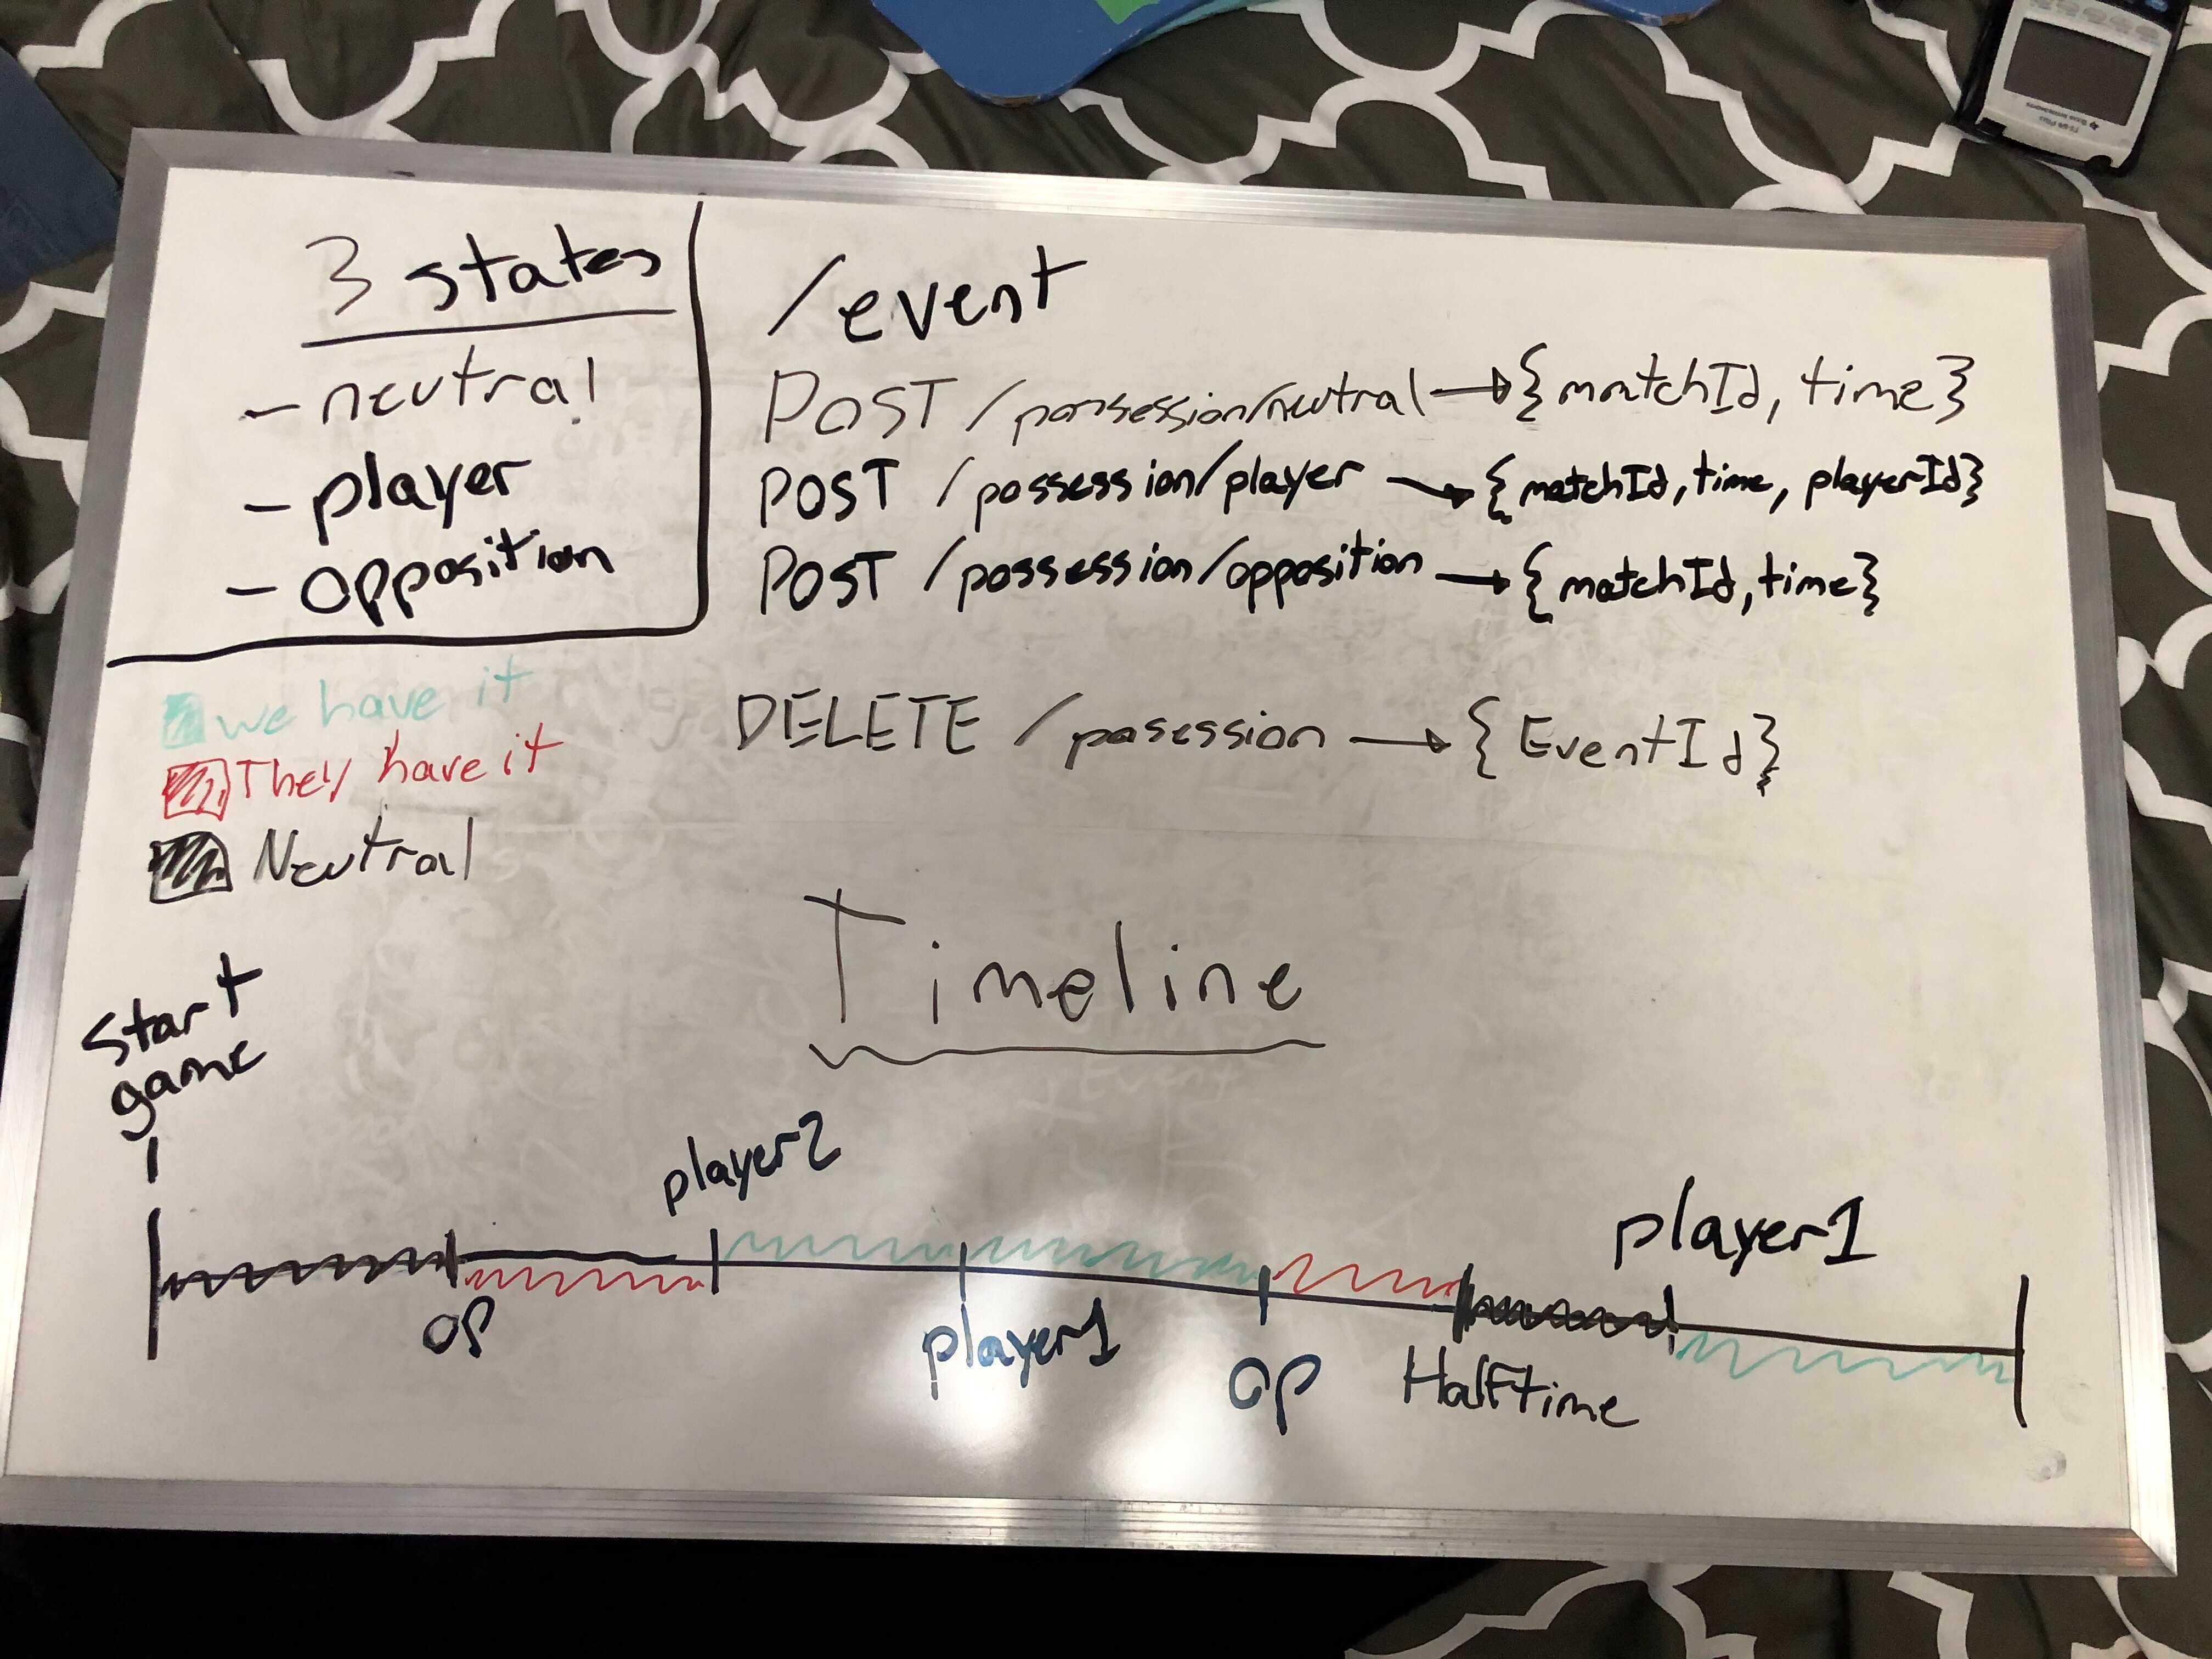 3 states
- neutral
- player
- opposition
/event
POST /possession/neutral → {matchId, time}
POST /possession/player → {matchId, time, playerId}
POST /possession/opposition → {matchId, time}
DELETE /posession → {EventId}
we have it
They have it
Neutral
Timeline
Start
game
player2
player1
op
player1
op
Halftime